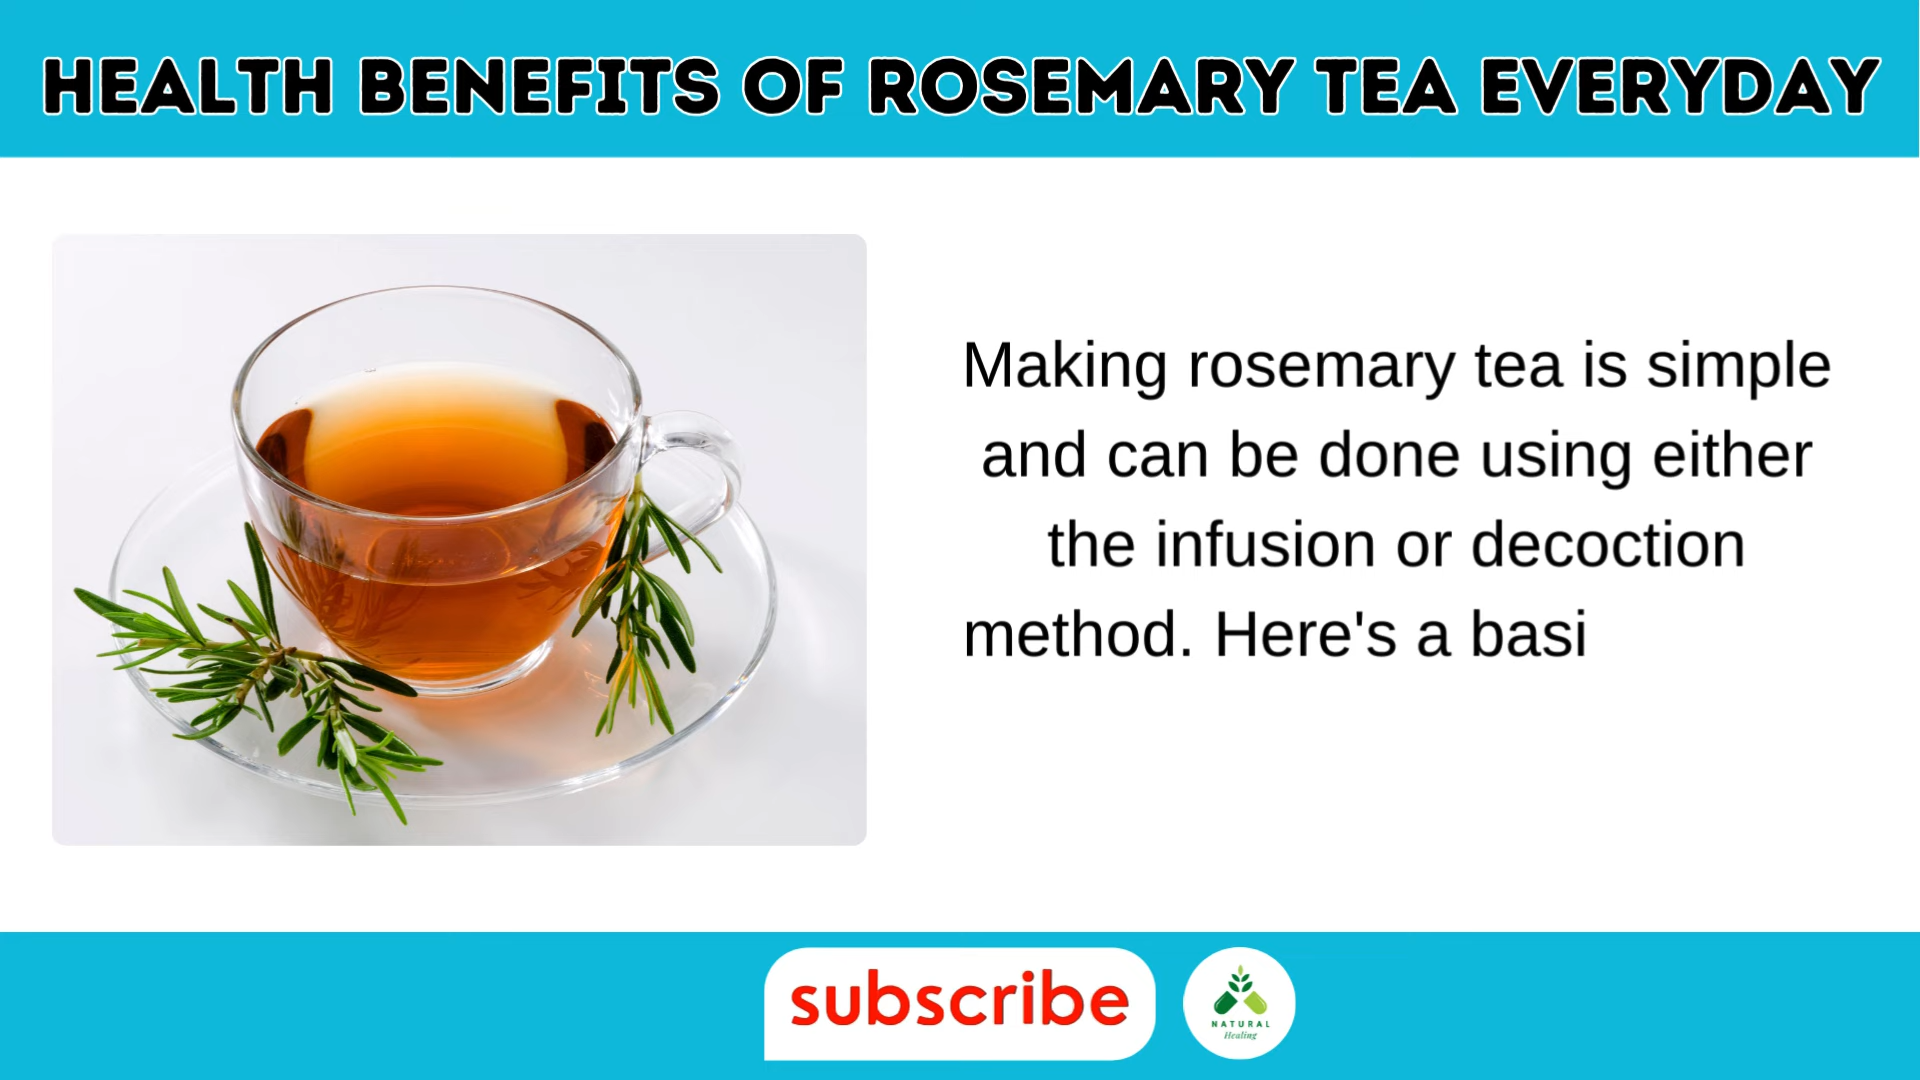 HEALTH BENEFITS OF ROSEMARY TEA EVERYDAY
Making rosemary tea is simple
and can be done using either
the infusion or decoction
method. Here's a basi
subscribe
NATURAL
Healing